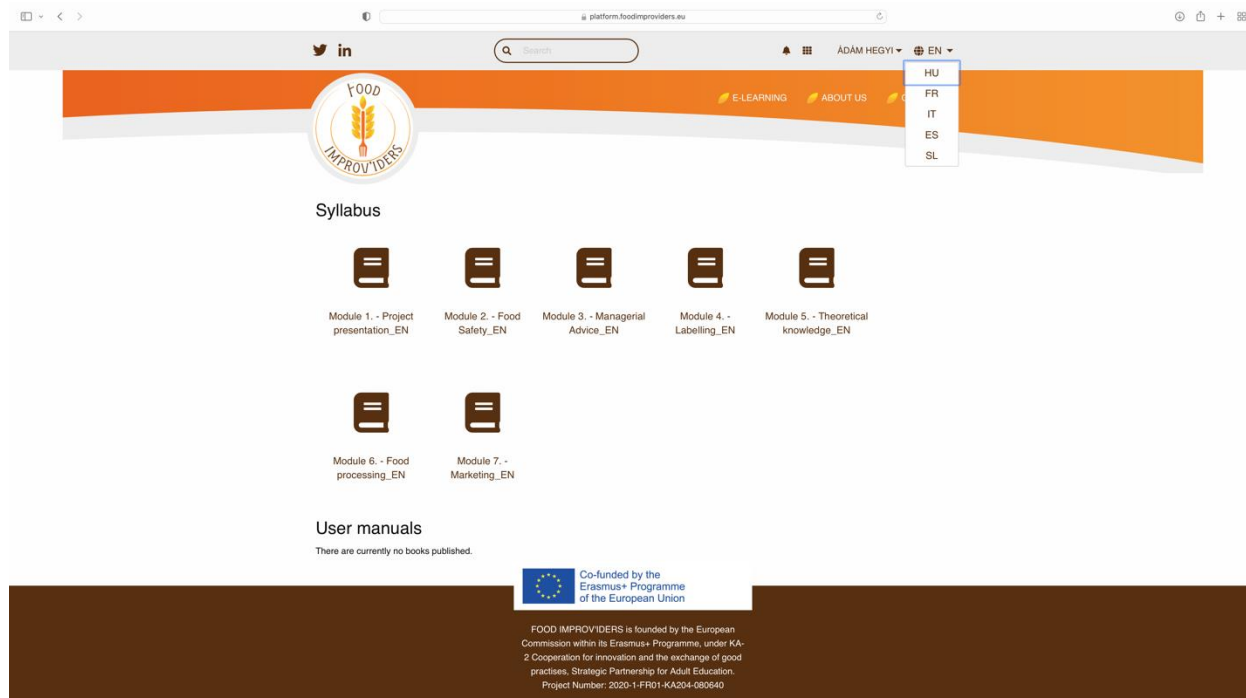 platform.foodimproviders.eu
in
Search
ÁDÁM HEGYI
EN
HU
FR
IT
ES
SL
FOOD
IMPROV'IDERS
E-LEARNING
ABOUT US
Syllabus
Module 1. - Project
presentation_EN
Module 2. - Food
Safety_EN
Module 3. - Managerial
Advice_EN
Module 4. -
Labelling_EN
Module 5. - Theoretical
knowledge_EN
Module 6. - Food
processing_EN
Module 7. -
Marketing_EN
User manuals
There are currently no books published.
Co-funded by the
Erasmus+ Programme
of the European Union
FOOD IMPROV'IDERS is founded by the European
Commission within its Erasmus+ Programme, under KA-
2 Cooperation for innovation and the exchange of good
practises, Strategic Partnership for Adult Education.
Project Number: 2020-1-FR01-KA204-080640